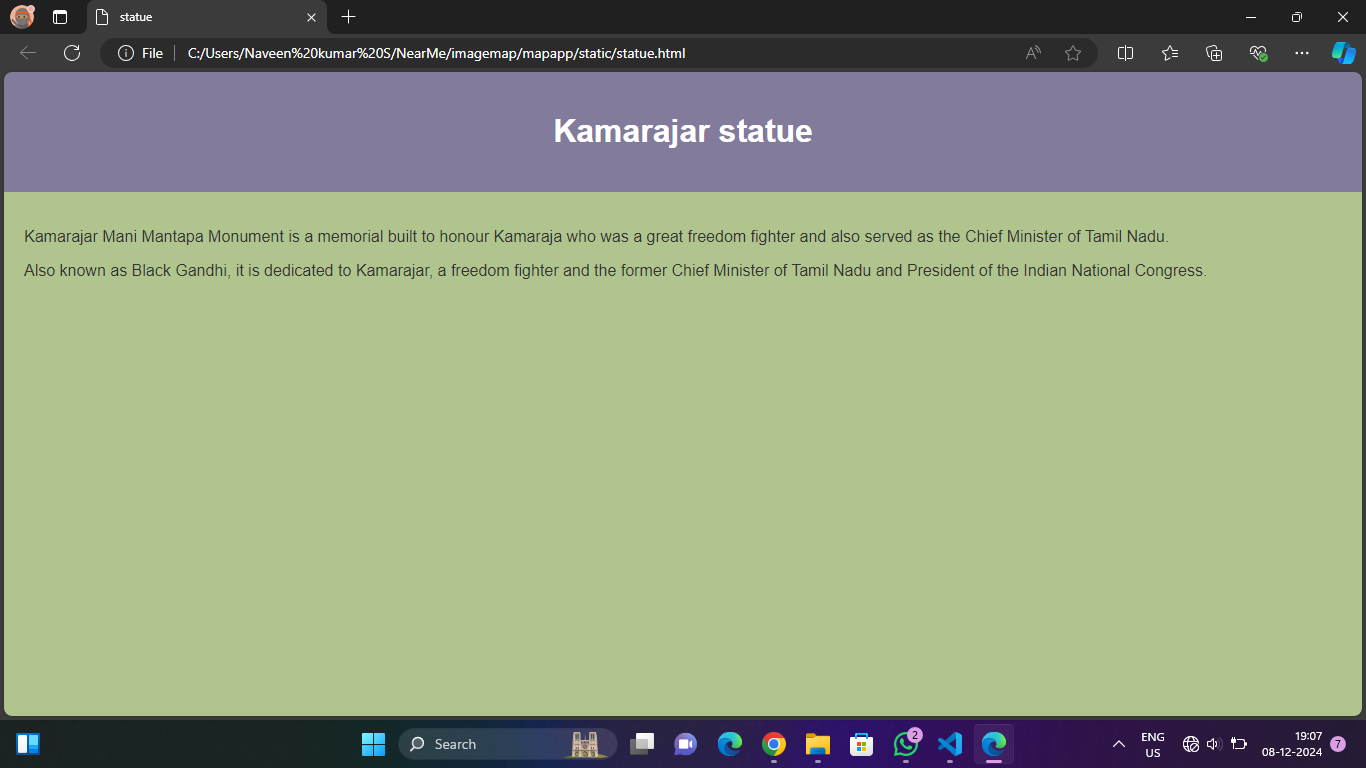 statue
File
C:/Users/Naveen%20kumar%20S/NearMe/imagemap/mapapp/static/statue.html
Kamarajar statue
Kamarajar Mani Mantapa Monument is a memorial built to honour Kamaraja who was a great freedom fighter and also served as the Chief Minister of Tamil Nadu.
Also known as Black Gandhi, it is dedicated to Kamarajar, a freedom fighter and the former Chief Minister of Tamil Nadu and President of the Indian National Congress.
Search
2
ENG
US
19:07
08-12-2024
7